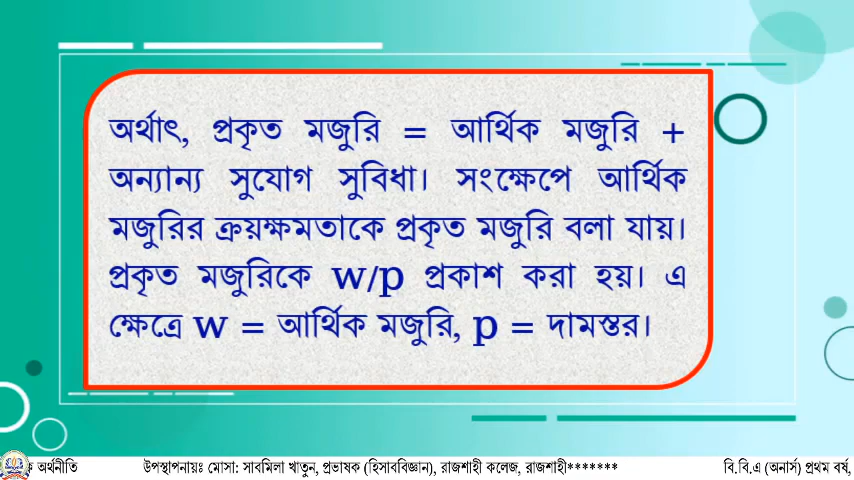 অর্থাৎ, প্রকৃত মজুরি = আর্থিক মজুরি +
অন্যান্য সুযোগ সুবিধা। সংক্ষেপে আর্থিক
মজুরির ক্রয়ক্ষমতাকে প্রকৃত মজুরি বলা যায়।
প্রকৃত মজুরিকে w/p প্রকাশ করা হয়। এ
ক্ষেত্রে w = আর্থিক মজুরি, p = দামস্তর।
অর্থনীতি উপস্থাপনায়ঃ মোসা: সাবমিলা খাতুন, প্রভাষক (হিসাববিজ্ঞান), রাজশাহী কলেজ, রাজশাহী******* বি.বি.এ (অনার্স) প্রথম বর্ষ,